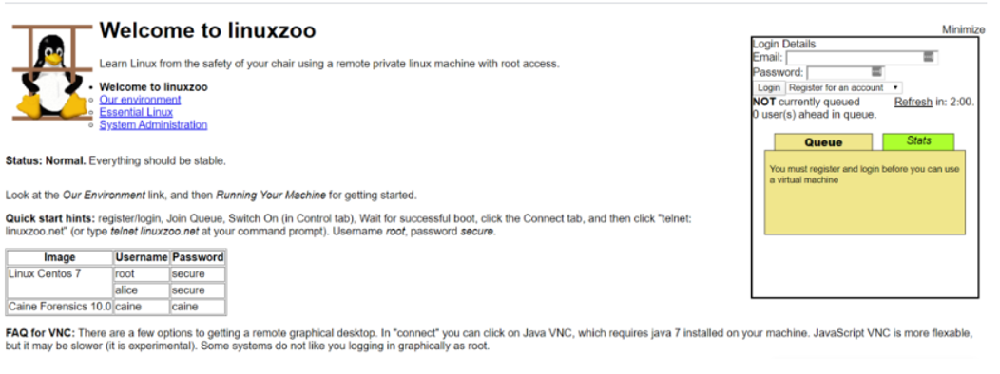 Welcome to linuxzoo
Learn Linux from the safety of your chair using a remote private linux machine with root access.
Welcome to linuxzoo
Our environment
Essential Linux
System Administration
Minimize
Login Details
Email:
Password:
Login Register for an account
NOT currently queued Refresh in: 2:00.
0 user(s) ahead in queue.
Queue Stats
You must register and login before you can use
a virtual machine
Status: Normal. Everything should be stable.
Look at the Our Environment link, and then Running Your Machine for getting started.
Quick start hints: register/login, Join Queue, Switch On (in Control tab), Wait for successful boot, click the Connect tab, and then click "telnet:
linuxzoo.net" (or type telnet linuxzoo.net at your command prompt). Username root, password secure.
Image Username Password
Linux Centos 7 root secure
alice secure
Caine Forensics 10.0 caine caine
FAQ for VNC: There are a few options to getting a remote graphical desktop. In "connect" you can click on Java VNC, which requires java 7 installed on your machine. JavaScript VNC is more flexable,
but it may be slower (it is experimental). Some systems do not like you logging in graphically as root.